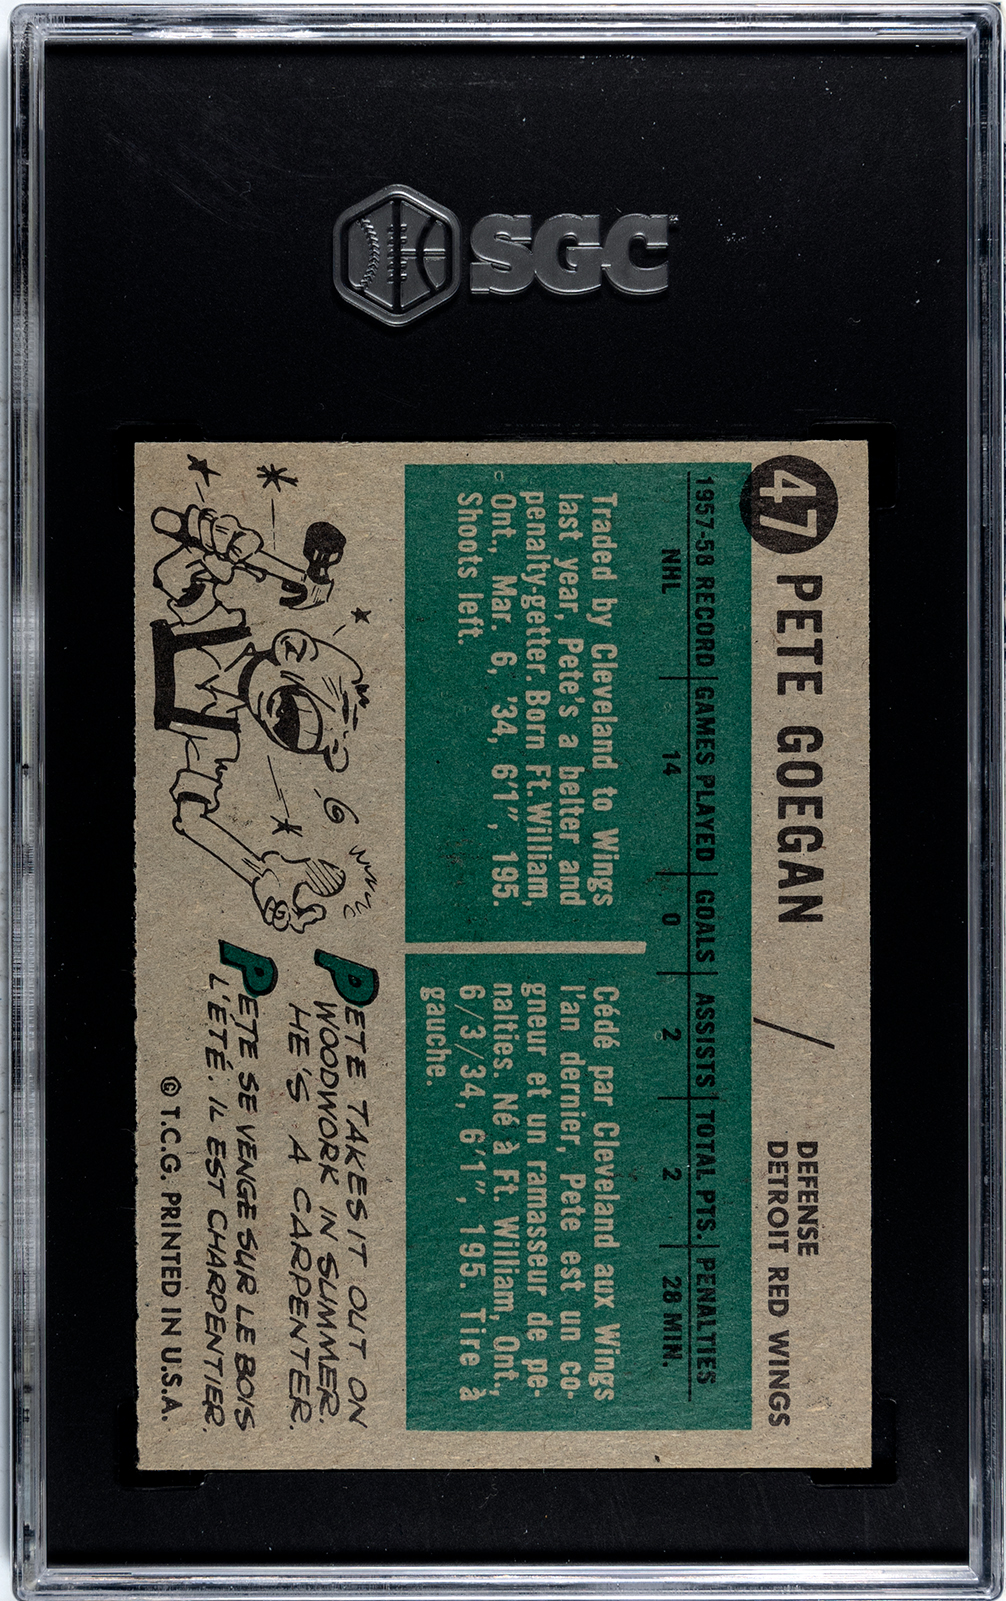 SGC
47 PETE GOEGAN
DEFENSE
DETROIT RED WINGS
1957-58 RECORD GAMES PLAYED GOALS ASSISTS TOTAL PTS. PENALTIES
NHL 14 0 2 2 28 MIN.
Traded by Cleveland to Wings
last year, Pete's a belter and
penalty-getter. Born Ft. William,
Ont., Mar. 6, '34, 6'1", 195.
Shoots left.
Cédé par Cleveland aux Wings
l'an dernier, Pete est un co-
gneur et un ramasseur de pe-
nalties. Né à Ft. William, Ont.,
6/3/34, 6'1", 195. Tire à
gauche.
PETE TAKES IT OUT ON
WOODWORK IN SUMMER.
HE'S A CARPENTER.
PETE SE VENGE SUR LE BOIS
L'ETÉ. IL EST CHARPENTIER.
© T.C.G. PRINTED IN U.S.A.